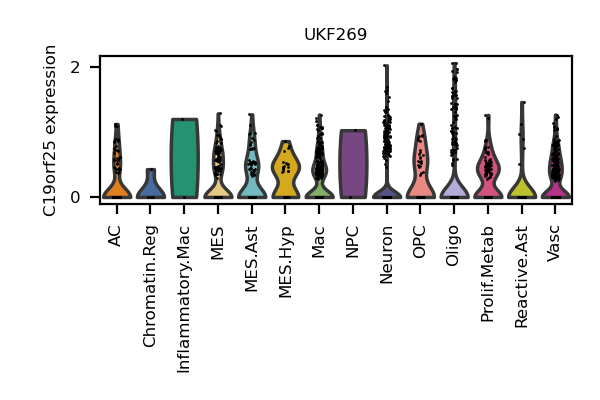 UKF269
C19orf25 expression
2
0
AC
Chromatin.Reg
Inflammatory.Mac
MES
MES.Ast
MES.Hyp
Mac
NPC
Neuron
OPC
Oligo
Prolif.Metab
Reactive.Ast
Vasc